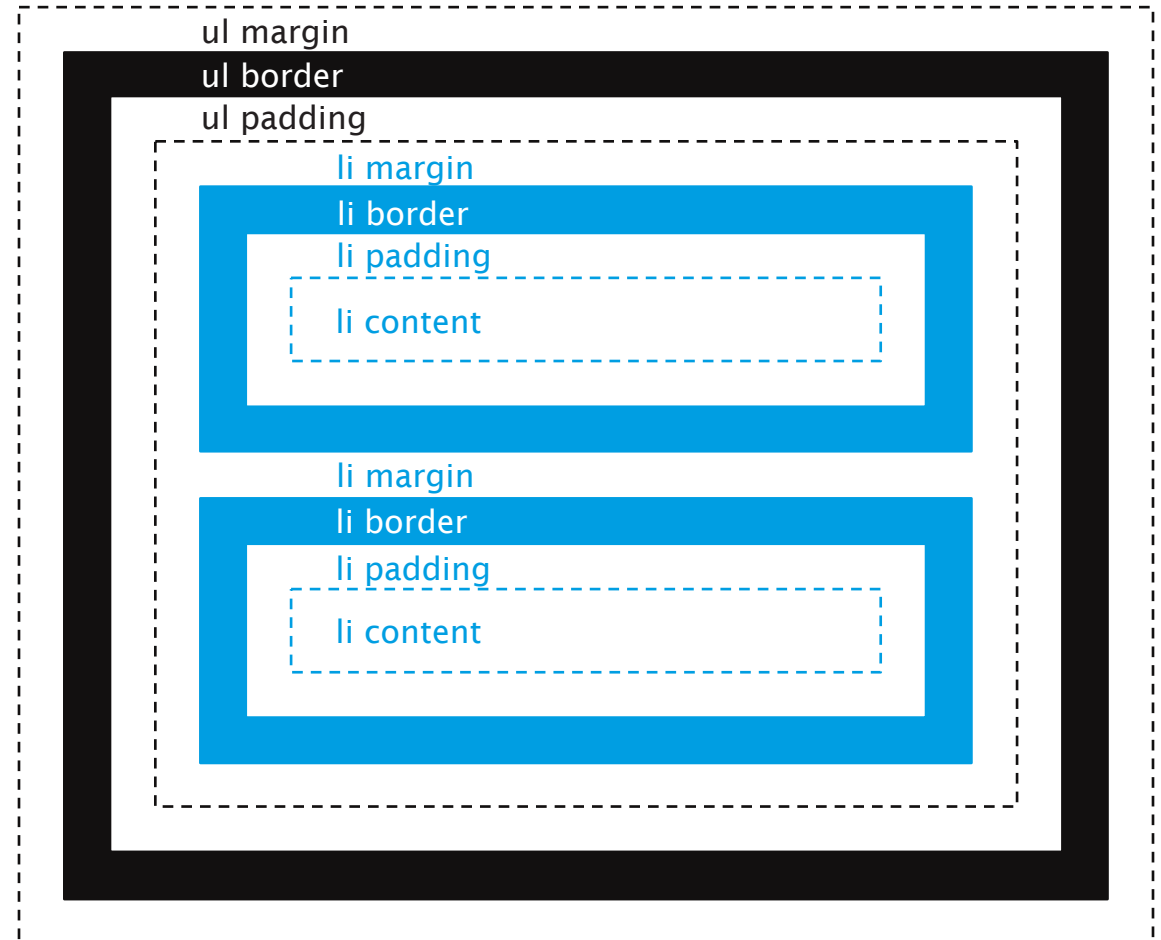 ul margin
ul border
ul padding
li margin
li border
li padding
li content
li margin
li border
li padding
li content